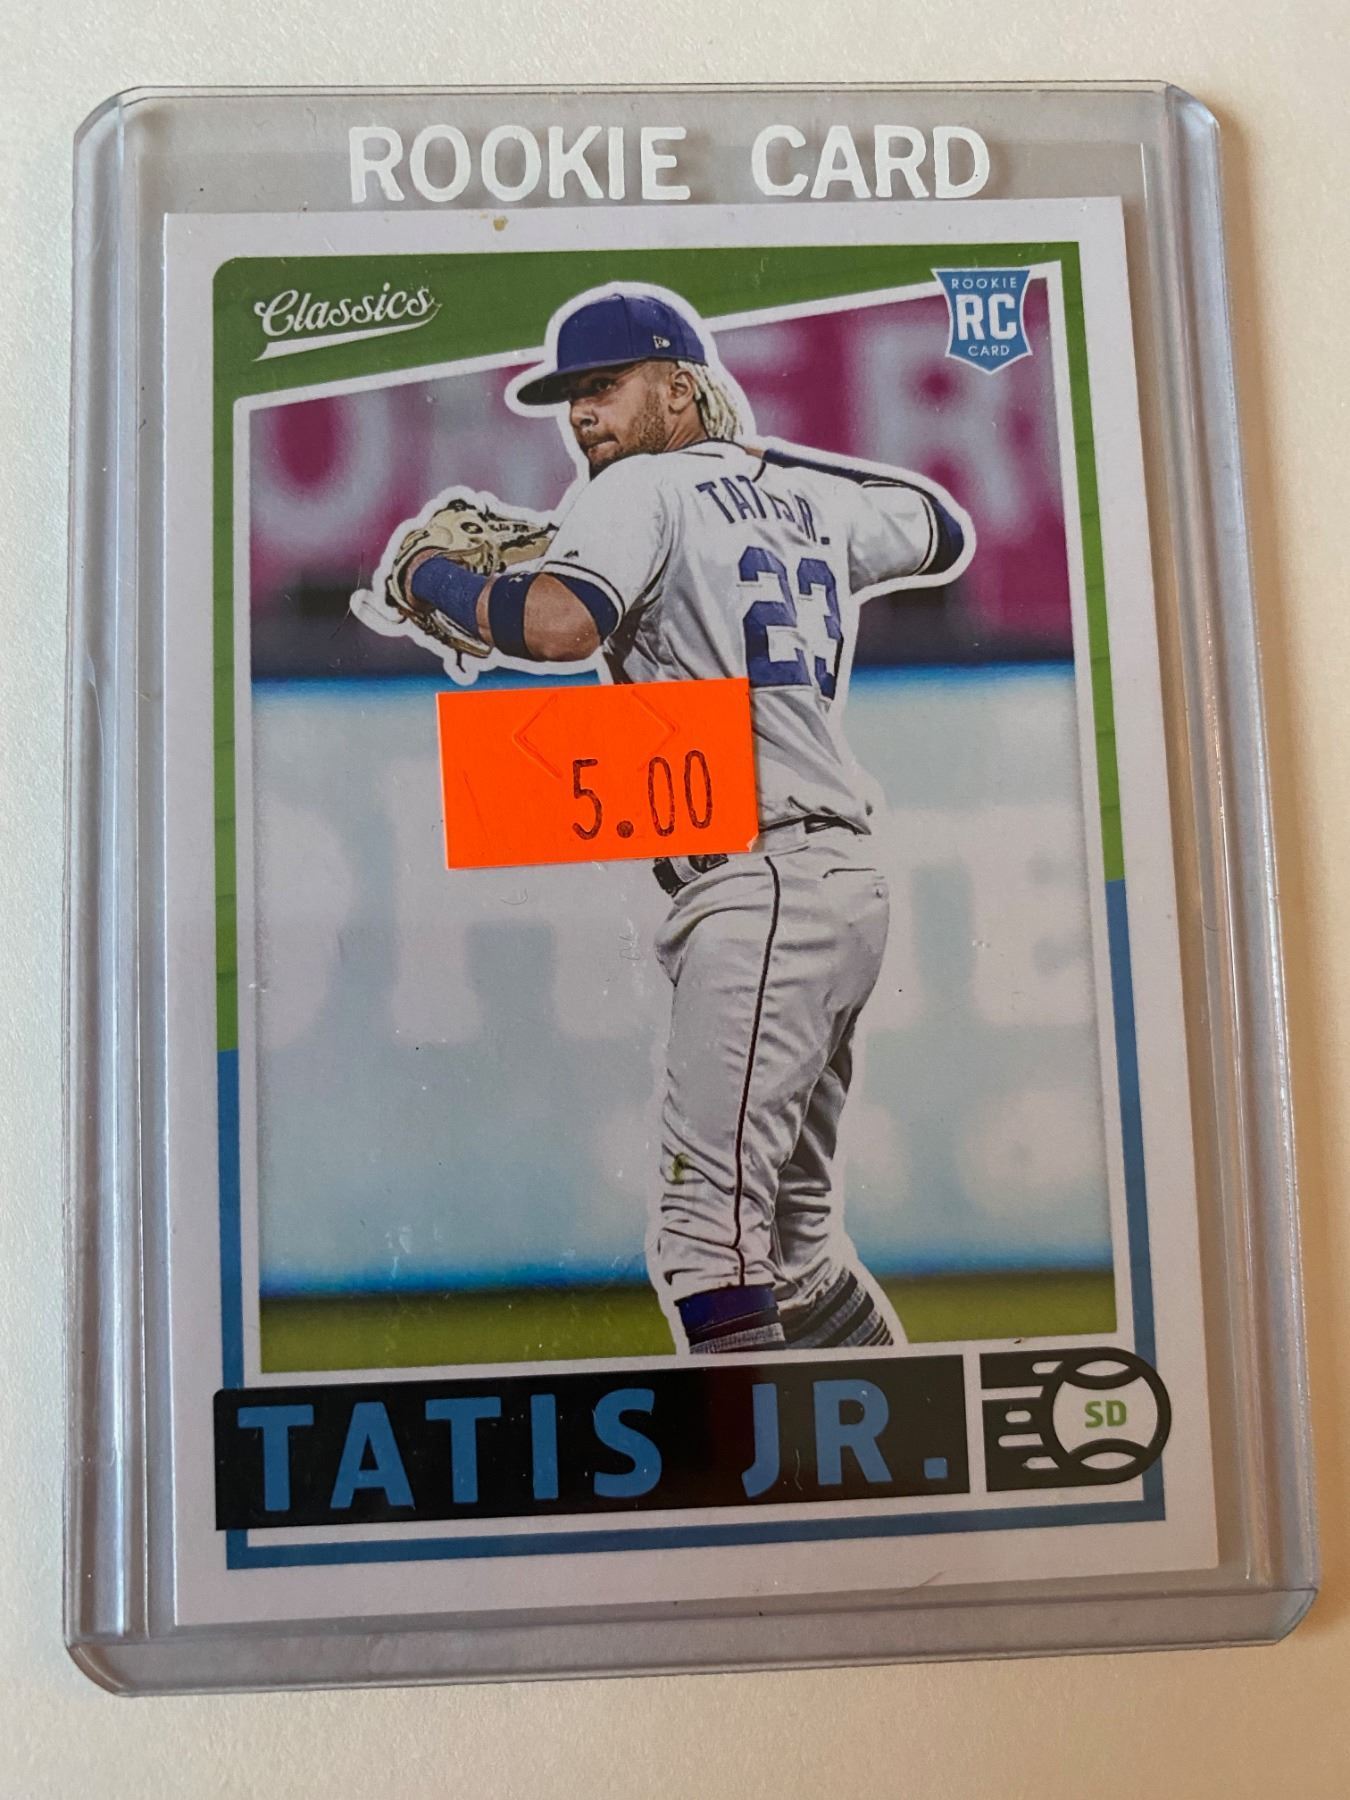 ROOKIE CARD
Classics
ROOKIE
RC
CARD
TATIS JR.
23
5.00
TATIS JR.
SD